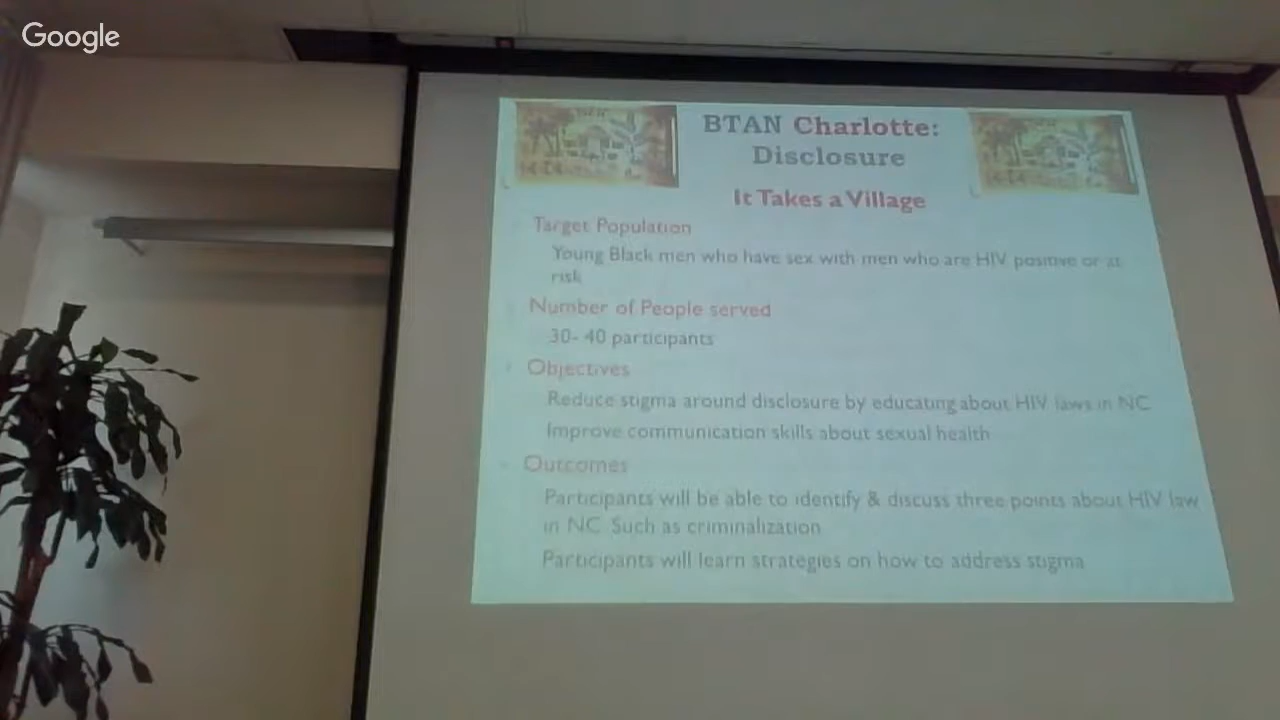 Google
BTAN Charlotte:
Disclosure
It Takes a Village
Target Population
Young Black men who have sex with men who are HIV positive or at
risk
Number of People served
30- 40 participants
Objectives
Reduce stigma around disclosure by educating about HIV laws in NC
Improve communication skills about sexual health
Outcomes
Participants will be able to identify & discuss three points about HIV law
in NC. Such as criminalization
Participants will learn strategies on how to address stigma